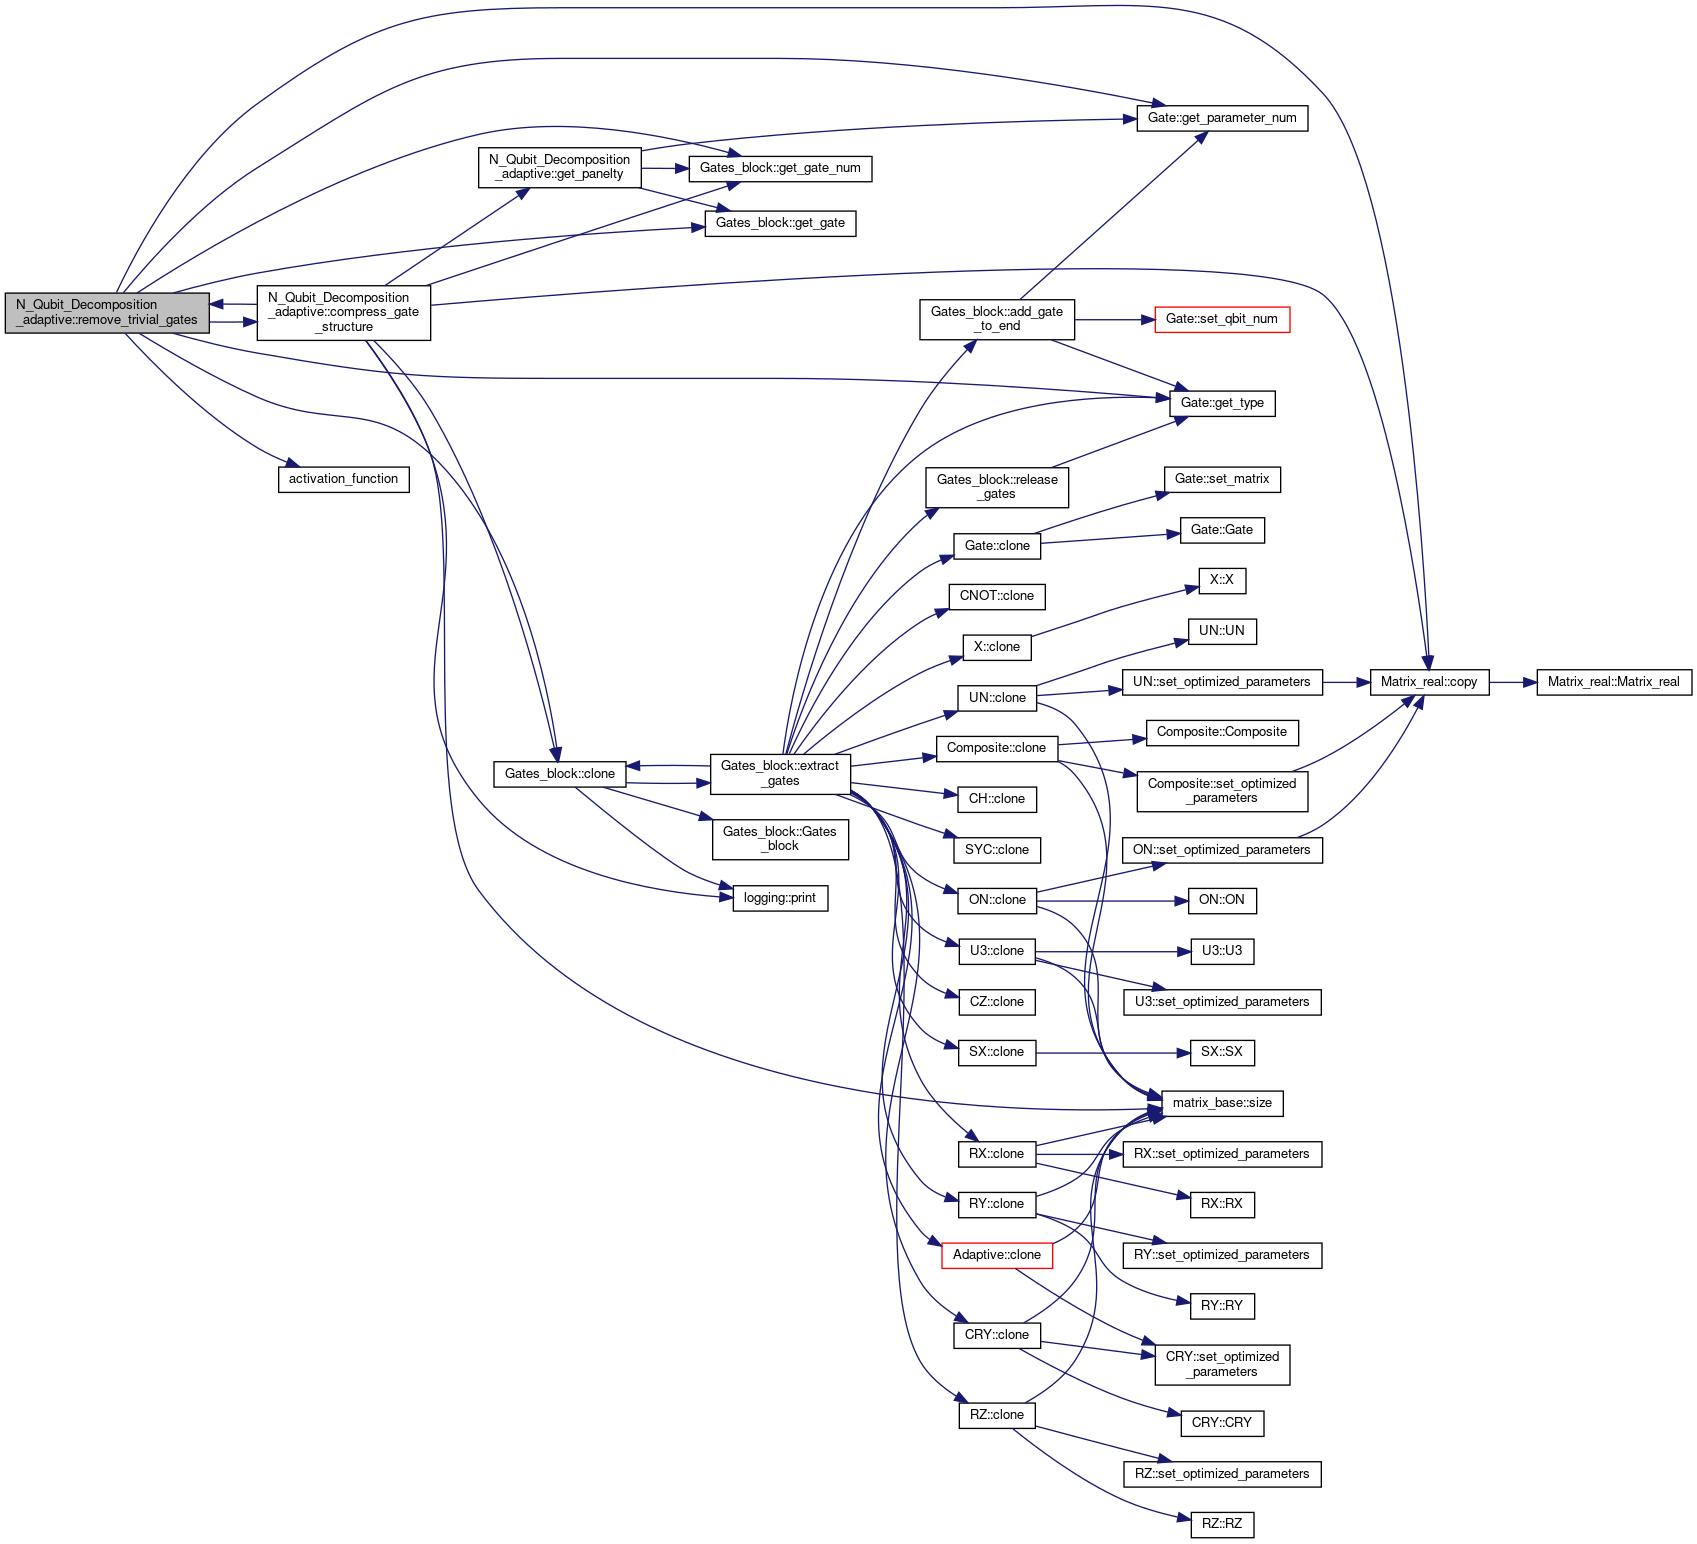 N_Qubit_Decomposition
_adaptive::remove_trivial_gates
N_Qubit_Decomposition
_adaptive::compress_gate
_structure
activation_function
N_Qubit_Decomposition
_adaptive::get_panelty
Gates_block::get_gate_num
Gates_block::get_gate
Gates_block::clone
Gates_block::extract
_gates
Gates_block::Gates
_block
logging::print
Gate::get_parameter_num
Gates_block::add_gate
_to_end
Gate::set_qbit_num
Gate::get_type
Gates_block::release
_gates
Gate::set_matrix
Gate::clone
Gate::Gate
CNOT::clone
X::X
X::clone
UN::UN
UN::clone
UN::set_optimized_parameters
Matrix_real::copy
Matrix_real::Matrix_real
Composite::clone
Composite::Composite
Composite::set_optimized
_parameters
CH::clone
SYC::clone
ON::set_optimized_parameters
ON::clone
ON::ON
U3::clone
U3::U3
CZ::clone
U3::set_optimized_parameters
SX::clone
SX::SX
matrix_base::size
RX::clone
RX::set_optimized_parameters
RY::clone
RX::RX
Adaptive::clone
RY::set_optimized_parameters
RY::RY
CRY::clone
CRY::set_optimized
_parameters
RZ::clone
CRY::CRY
RZ::set_optimized_parameters
RZ::RZ